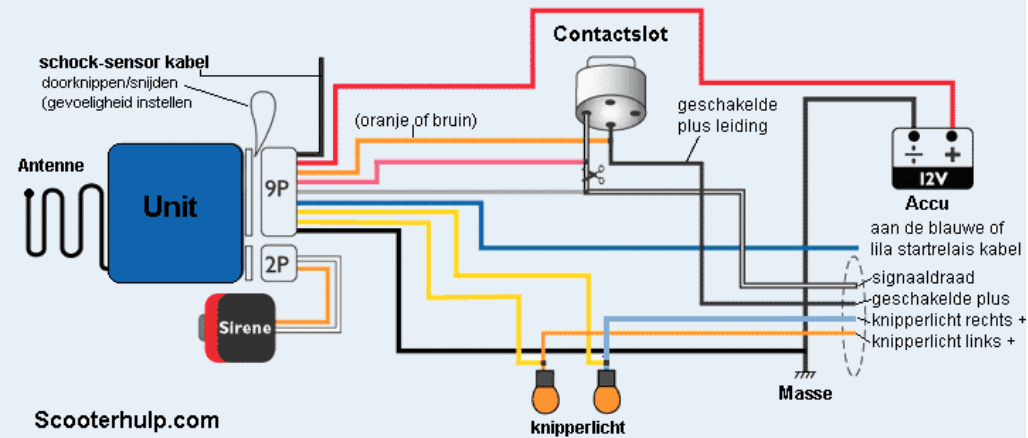 Contactslot
schock-sensor kabel
doorknippen/snijden
(gevoeligheid instellen
(oranje of bruin)
geschakelde
plus leiding
Antenne
Unit
9P
2P
Sirene
÷ +
12V
Accu
aan de blauwe of
lila startrelais kabel
signaaldraad
geschakelde plus
knipperlicht rechts +
knipperlicht links +
Masse
knipperlicht
Scooterhulp.com